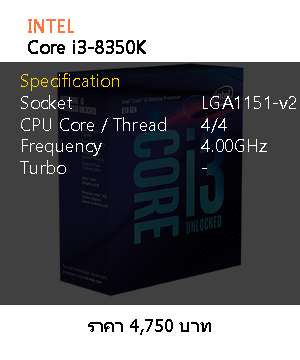 INTEL
Core i3-8350K
Specification
Socket LGA1151-v2
CPU Core / Thread 4/4
Frequency 4.00GHz
Turbo -
CORE i3
UNLOCKED
ราคา 4,750 บาท